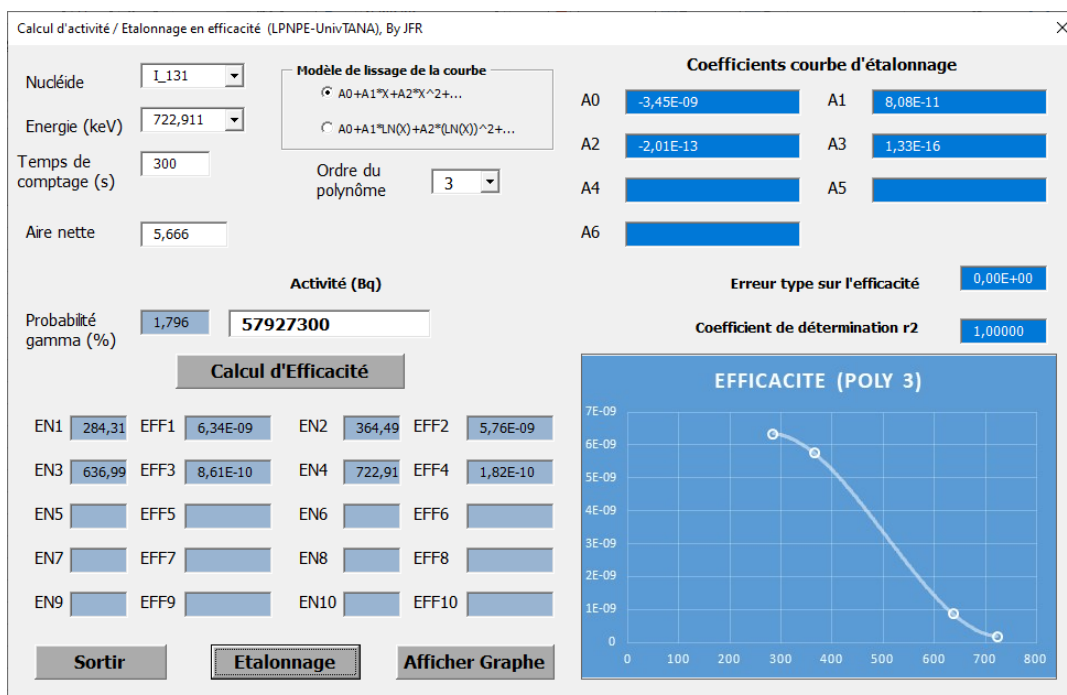 Calcul d'activité / Etalonnage en efficacité (LPNPE-UnivTANA), By JFR
Nucléide
I_131
Energie (keV)
722,911
Temps de
comptage (s)
300
Aire nette
5,666
Modèle de lissage de la courbe
A0+A1*X+A2*X^2+...
A0+A1*LN(X)+A2*(LN(X))^2+...
Ordre du
polynôme
3
Activité (Bq)
Probabilité
gamma (%)
1,796
57927300
Calcul d'Efficacité
EN1 284,31 EFF1 6,34E-09 EN2 364,49 EFF2 5,76E-09
EN3 636,99 EFF3 8,61E-10 EN4 722,91 EFF4 1,82E-10
EN5 EFF5 EN6 EFF6
EN7 EFF7 EN8 EFF8
EN9 EFF9 EN10 EFF10
Sortir
Etalonnage
Afficher Graphe
Coefficients courbe d'étalonnage
A0 -3,45E-09 A1 8,08E-11
A2 -2,01E-13 A3 1,33E-16
A4 A5
A6
Erreur type sur l'efficacité 0,00E+00
Coefficient de détermination r2 1,00000
EFFICACITE (POLY 3)
7E-09
6E-09
5E-09
4E-09
3E-09
2E-09
1E-09
0
0 100 200 300 400 500 600 700 800